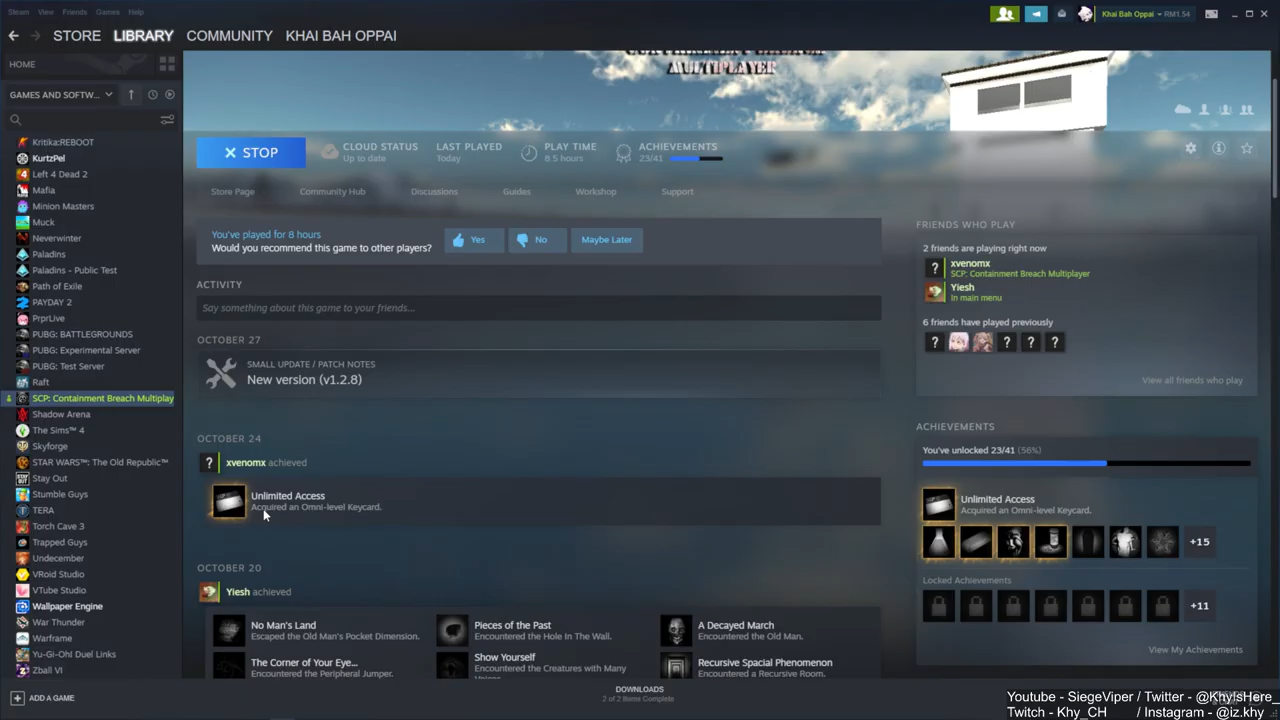 Steam View Friends Games Help
Khai Bah Oppai RM1.54
STORE LIBRARY COMMUNITY KHAI BAH OPPAI
HOME
GAMES AND SOFTW...
Kritika:REBOOT
KurtzPel
Left 4 Dead 2
Mafia
Minion Masters
Muck
Neverwinter
Paladins
Paladins - Public Test
Path of Exile
PAYDAY 2
PrprLive
PUBG: BATTLEGROUNDS
PUBG: Experimental Server
PUBG: Test Server
Raft
SCP: Containment Breach Multiplay
Shadow Arena
The Sims™ 4
Skyforge
STAR WARS™: The Old Republic™
Stay Out
Stumble Guys
TERA
Torch Cave 3
Trapped Guys
Undecember
VRoid Studio
VTube Studio
Wallpaper Engine
War Thunder
Warframe
Yu-Gi-Oh! Duel Links
Zball VI
ADD A GAME
MULTIPLAYER
STOP
CLOUD STATUS
Up to date
LAST PLAYED
Today
PLAY TIME
8.5 hours
ACHIEVEMENTS
23/41
Store Page Community Hub Discussions Guides Workshop Support
You've played for 8 hours
Would you recommend this game to other players?
Yes No Maybe Later
ACTIVITY
Say something about this game to your friends...
OCTOBER 27
SMALL UPDATE / PATCH NOTES
New version (v1.2.8)
OCTOBER 24
xvenomx achieved
Unlimited Access
Acquired an Omni-level Keycard.
OCTOBER 20
Yiesh achieved
No Man's Land
Escaped the Old Man's Pocket Dimension.
Pieces of the Past
Encountered the Hole In The Wall.
A Decayed March
Encountered the Old Man.
The Corner of Your Eye...
Encountered the Peripheral Jumper.
Show Yourself
Encountered the Creatures with Many
Recursive Spacial Phenomenon
Encountered a Recursive Room.
FRIENDS WHO PLAY
2 friends are playing right now
xvenomx
SCP: Containment Breach Multiplayer
Yiesh
In main menu
6 friends have played previously
View all friends who play
ACHIEVEMENTS
You've unlocked 23/41 (56%)
Unlimited Access
Acquired an Omni-level Keycard.
+15
Locked Achievements
+11
View My Achievements
DOWNLOADS
2 of 2 Items Complete
Youtube - SiegeViper / Twitter - @KhyIsHere_
Twitch - Khy_CH / Instagram - @iz.khy